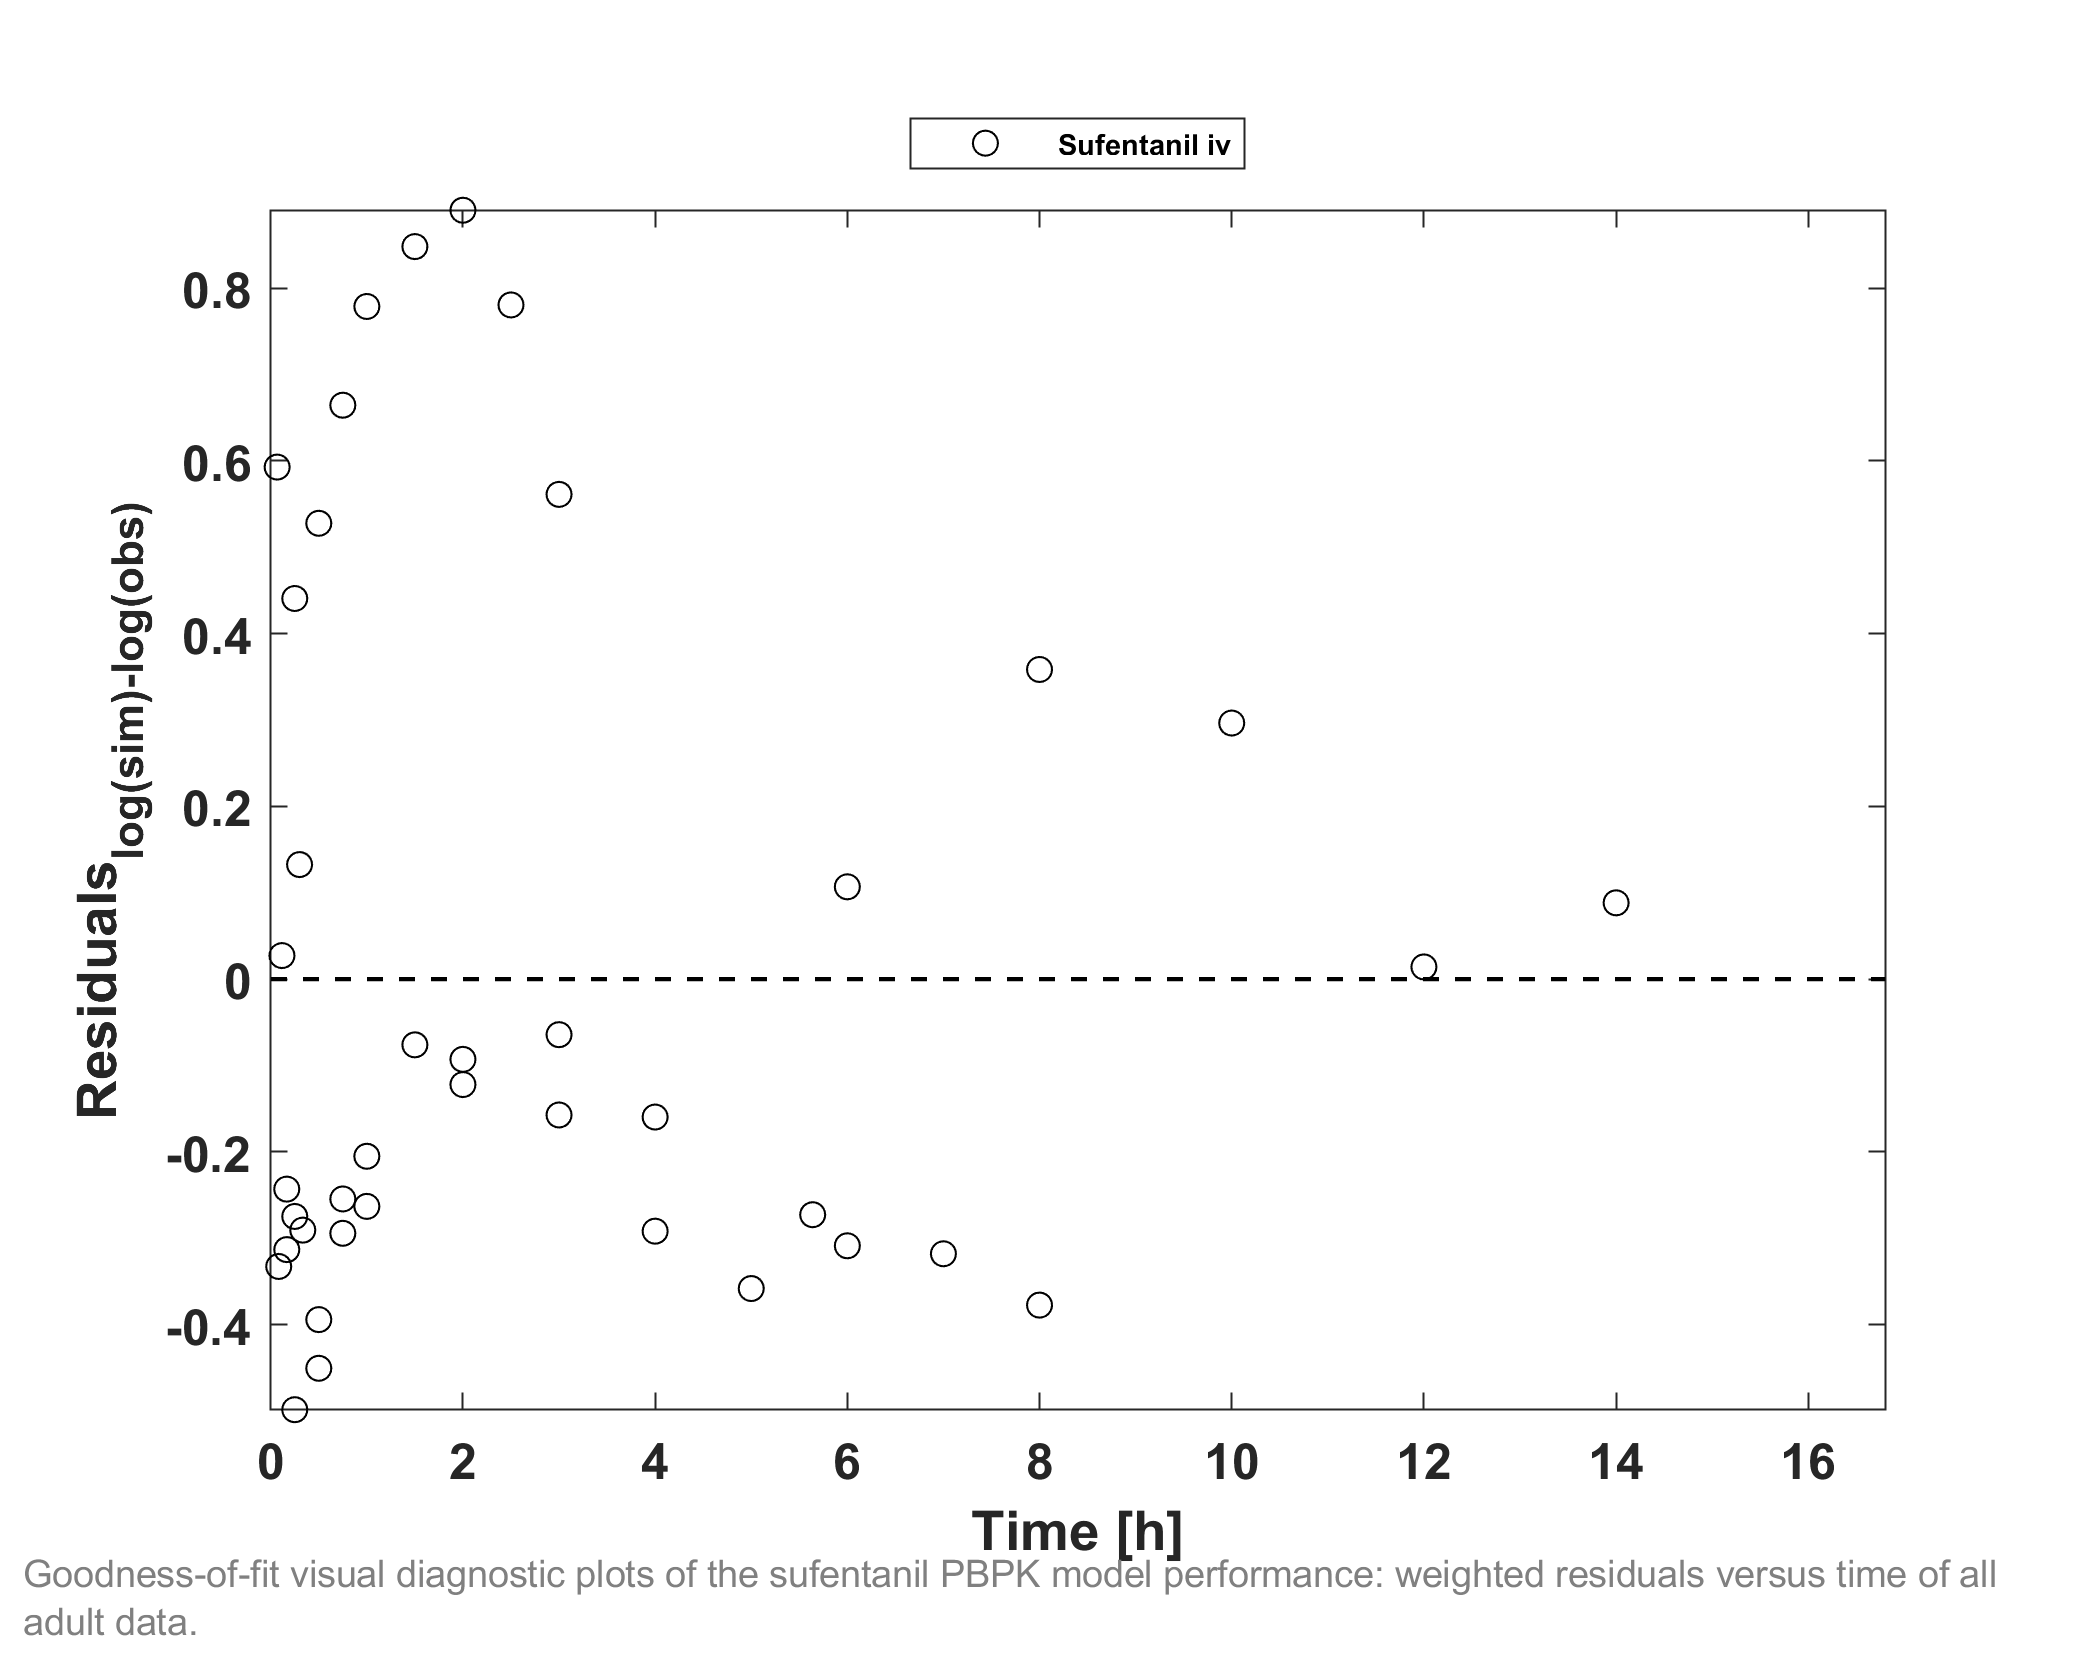 Sufentanil iv
0.8
0.6
0.4
0.2
0
-0.2
-0.4
Residuals log(sim)-log(obs)
0 2 4 6 8 10 12 14 16
Time [h]
Goodness-of-fit visual diagnostic plots of the sufentanil PBPK model performance: weighted residuals versus time of all
adult data.